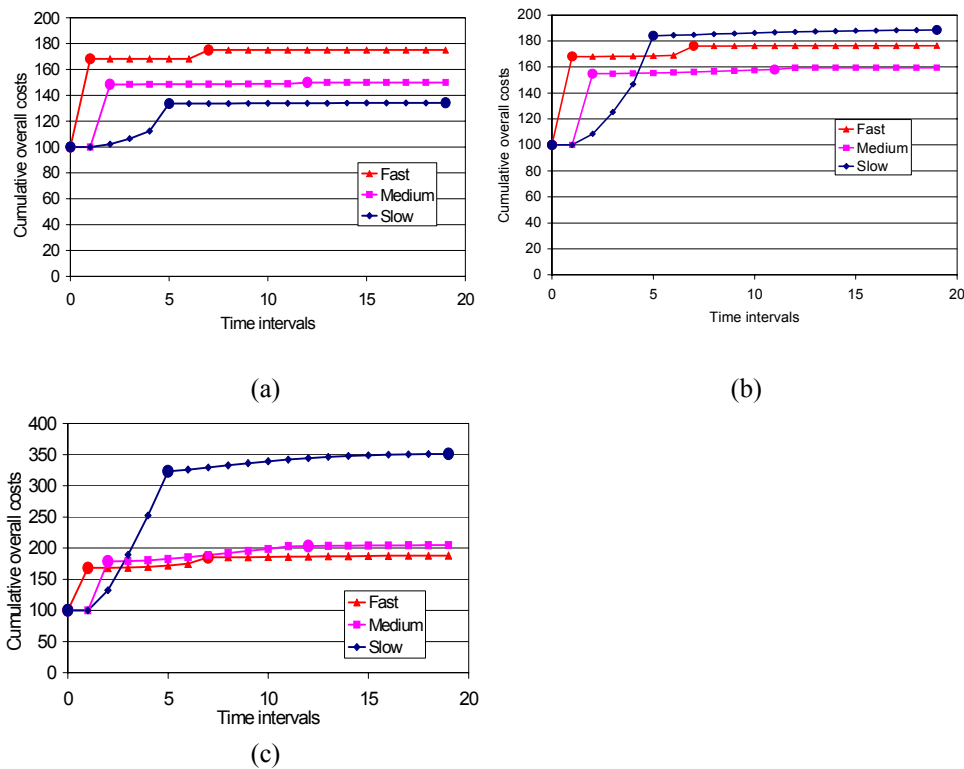 Cumulative overall costs
200
180
160
140
120
100
80
60
40
20
0
Fast
Medium
Slow
0 5 10 15 20
Time intervals
(a)
Cumulative overall costs
200
180
160
140
120
100
80
60
40
20
0
Fast
Medium
Slow
0 5 10 15 20
Time intervals
(b)
Cumulative overall costs
400
350
300
250
200
150
100
50
0
Fast
Medium
Slow
0 5 10 15 20
Time intervals
(c)